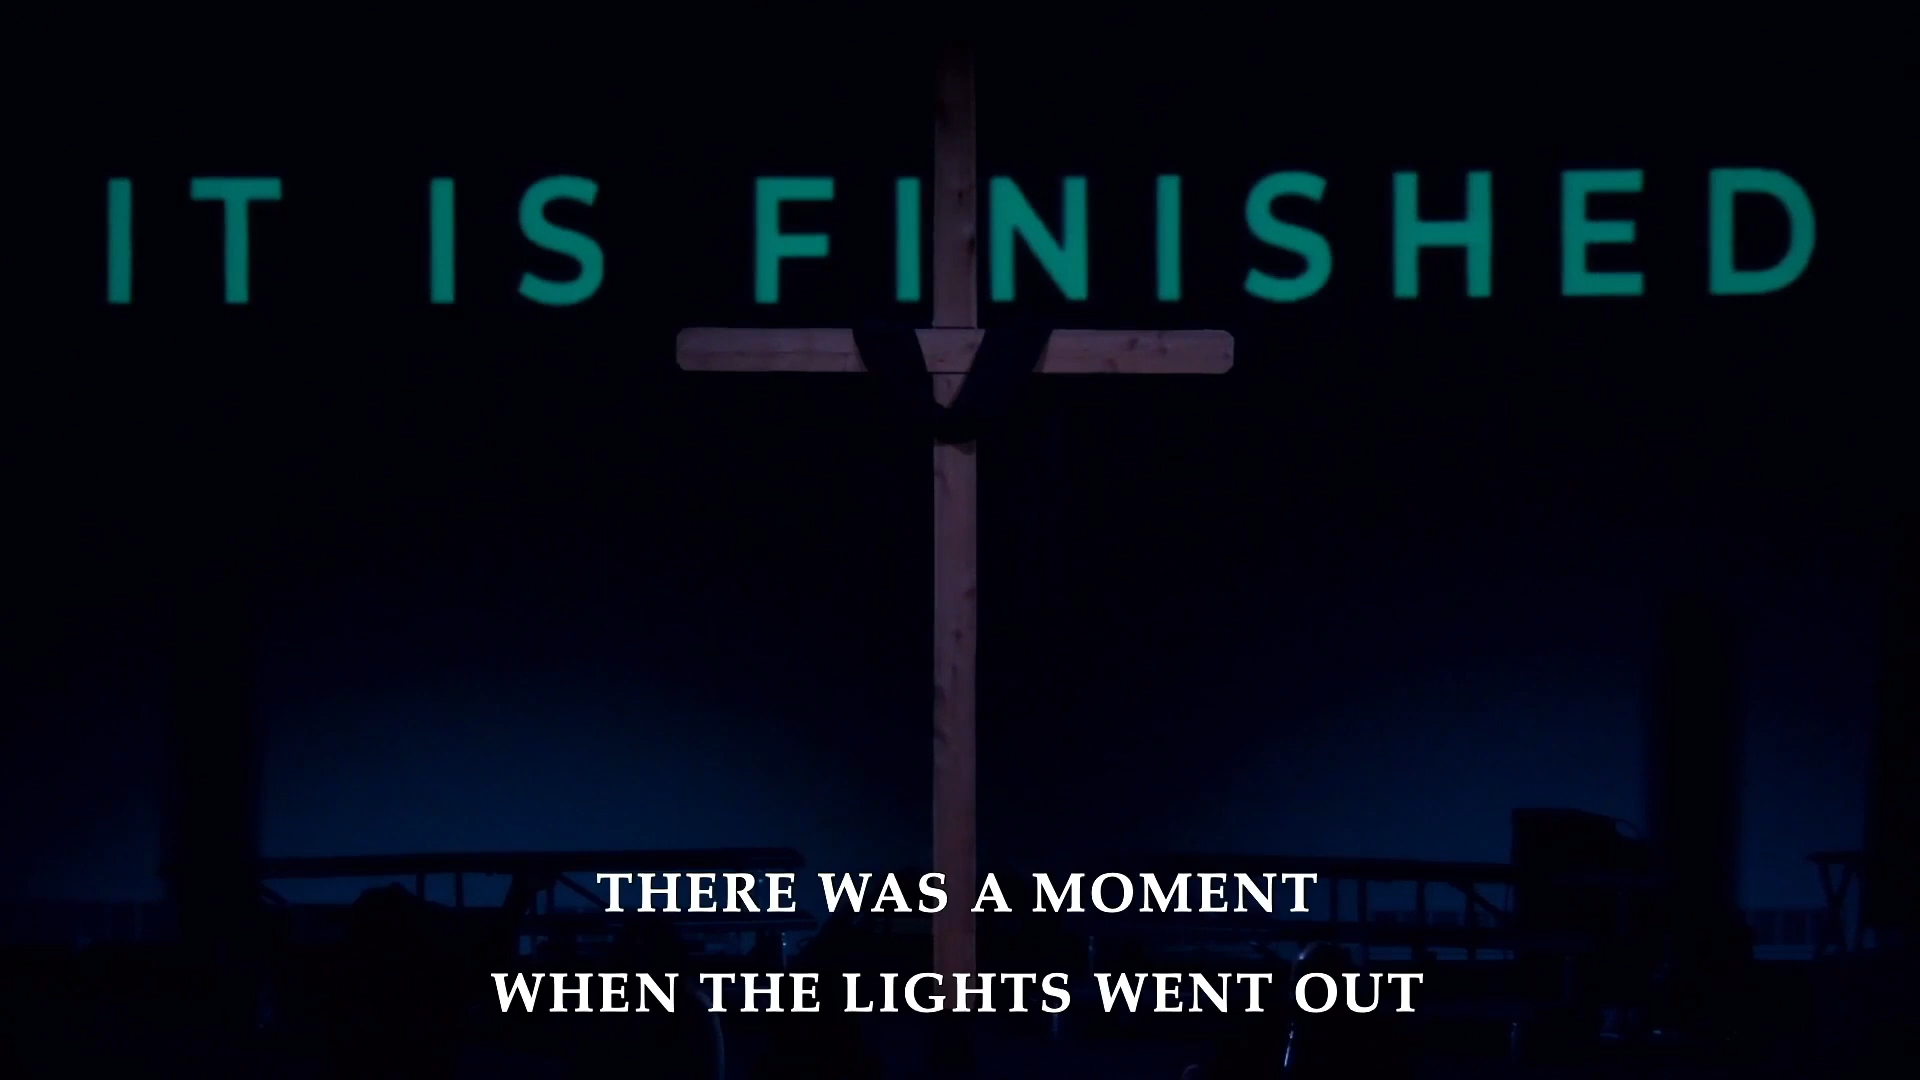 IT IS FINISHED
THERE WAS A MOMENT
WHEN THE LIGHTS WENT OUT